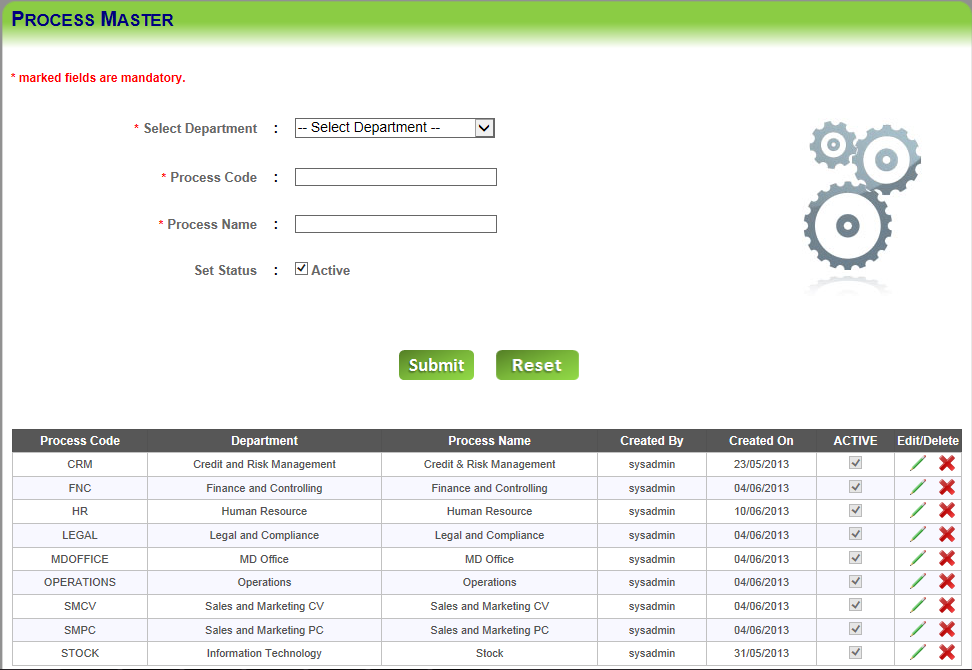 Process Master
* marked fields are mandatory.
* Select Department : -- Select Department --
* Process Code :
* Process Name :
Set Status : Active
Submit Reset
Process Code Department Process Name Created By Created On ACTIVE Edit/Delete
CRM Credit and Risk Management Credit & Risk Management sysadmin 23/05/2013
FNC Finance and Controlling Finance and Controlling sysadmin 04/06/2013
HR Human Resource Human Resource sysadmin 10/06/2013
LEGAL Legal and Compliance Legal and Compliance sysadmin 04/06/2013
MDOFFICE MD Office MD Office sysadmin 04/06/2013
OPERATIONS Operations Operations sysadmin 04/06/2013
SMCV Sales and Marketing CV Sales and Marketing CV sysadmin 04/06/2013
SMPC Sales and Marketing PC Sales and Marketing PC sysadmin 04/06/2013
STOCK Information Technology Stock sysadmin 31/05/2013